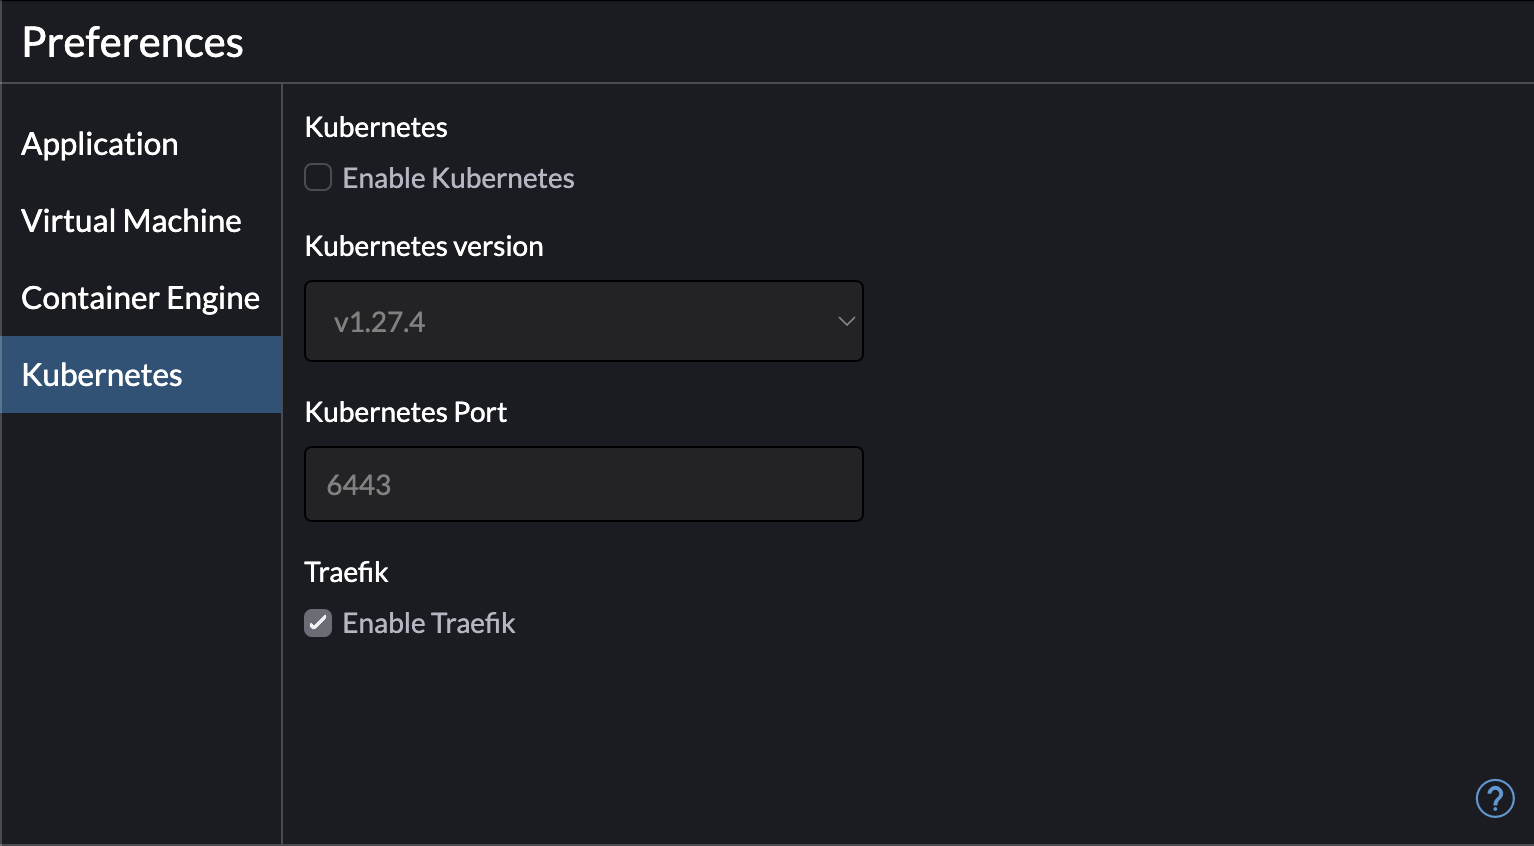 Preferences
Application
Virtual Machine
Container Engine
Kubernetes
Kubernetes
Enable Kubernetes
Kubernetes version
v1.27.4
Kubernetes Port
6443
Traefik
Enable Traefik
?